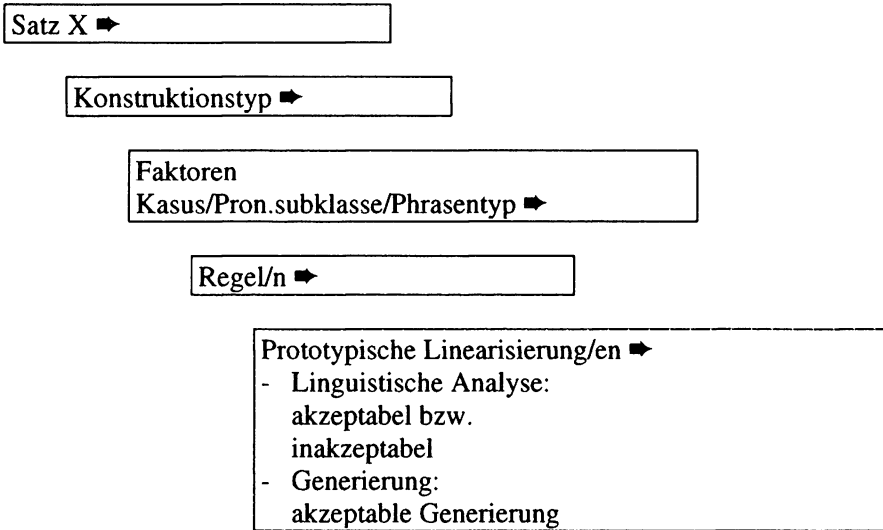 Satz X ➨
Konstruktionstyp ➨
Faktoren
Kasus/Pron.subklasse/Phrasentyp ➨
Regel/n ➨
Prototypische Linearisierung/en ➨
- Linguistische Analyse:
akzeptabel bzw.
inakzeptabel
- Generierung:
akzeptable Generierung